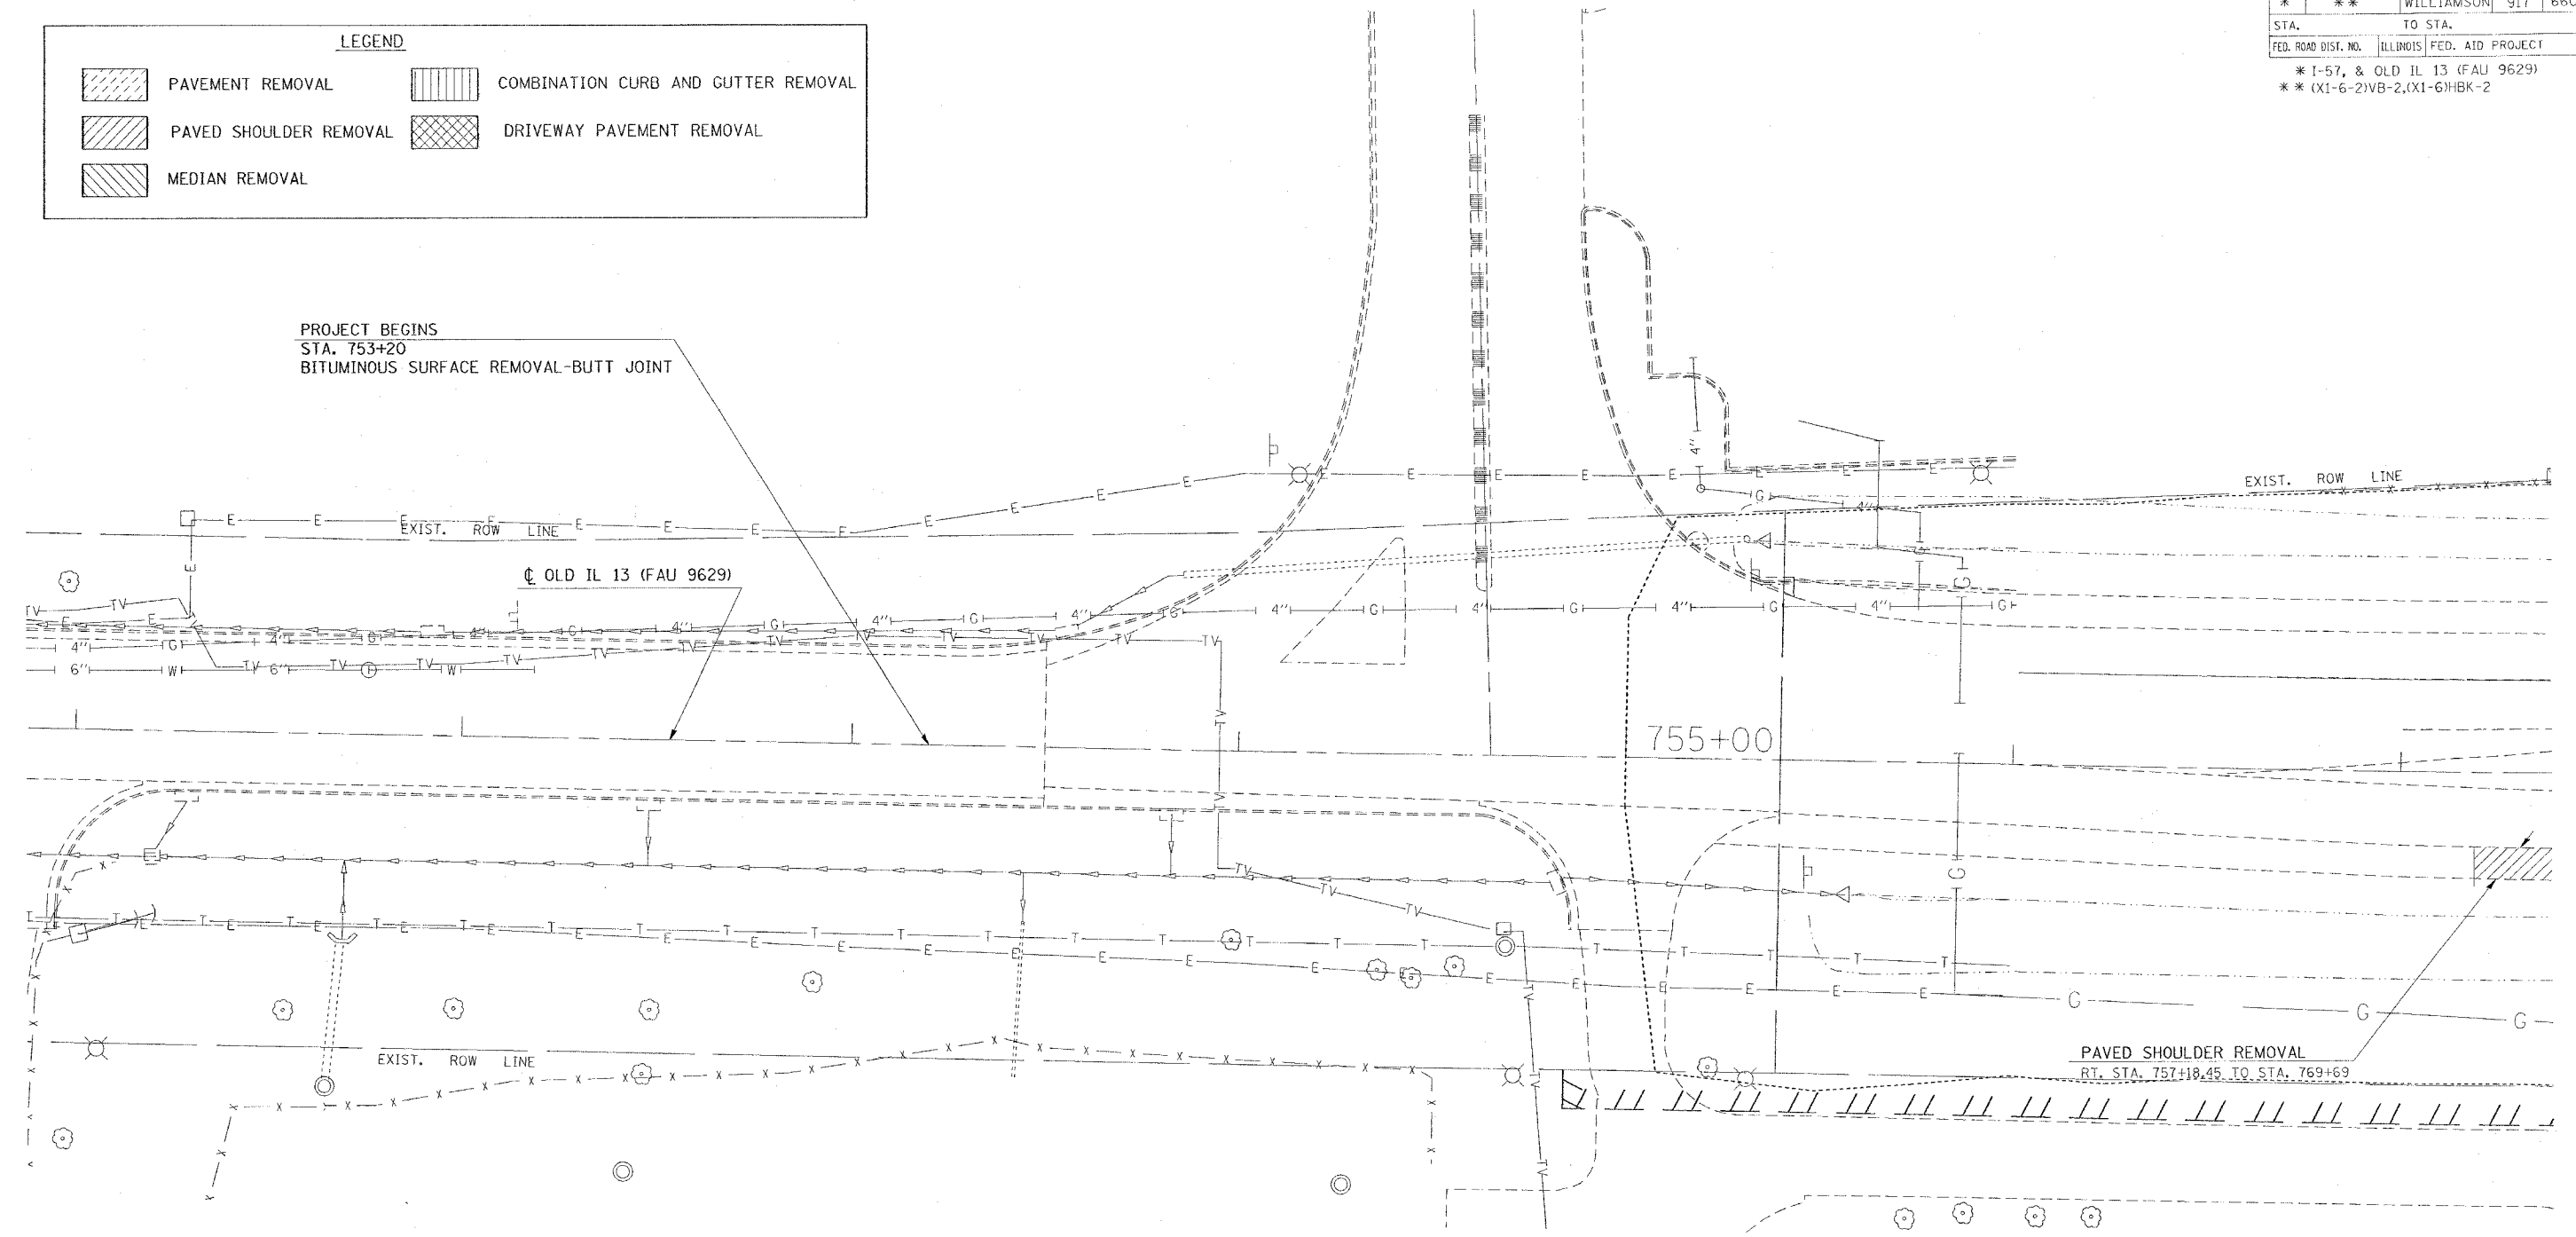 LEGEND
PAVEMENT REMOVAL
COMBINATION CURB AND GUTTER REMOVAL
PAVED SHOULDER REMOVAL
DRIVEWAY PAVEMENT REMOVAL
MEDIAN REMOVAL
* ** WILLIAMSON 917
STA. TO STA.
FED. ROAD DIST. NO. ILLINOIS FED. AID PROJECT
* I-57, & OLD IL 13 (FAU 9629)
** (X1-6-2)VB-2,(X1-6)HBK-2
PROJECT BEGINS
STA. 753+20
BITUMINOUS SURFACE REMOVAL-BUTT JOINT
EXIST. ROW LINE
EXIST. ROW LINE
℄ OLD IL 13 (FAU 9629)
755+00
EXIST. ROW LINE
PAVED SHOULDER REMOVAL
RT. STA. 757+18.45 TO STA. 769+69